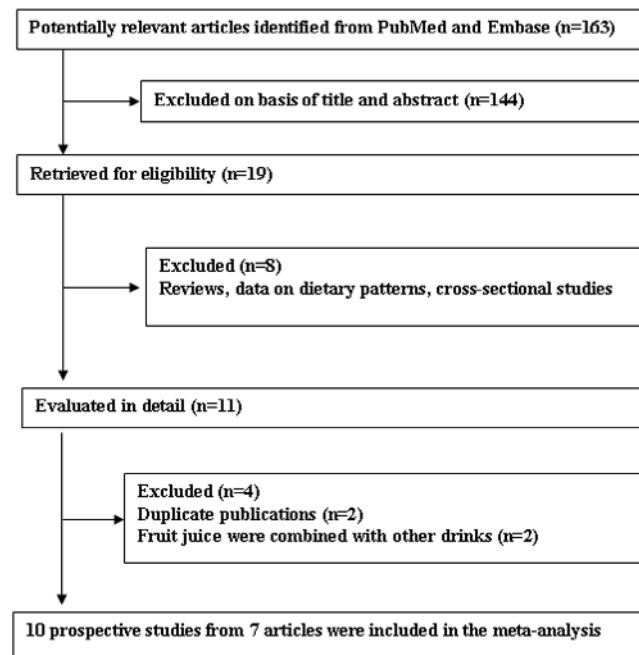 Potentially relevant articles identified from PubMed and Embase (n=163)
Excluded on basis of title and abstract (n=144)
Retrieved for eligibility (n=19)
Excluded (n=8)
Reviews, data on dietary patterns, cross-sectional studies
Evaluated in detail (n=11)
Excluded (n=4)
Duplicate publications (n=2)
Fruit juice were combined with other drinks (n=2)
10 prospective studies from 7 articles were included in the meta-analysis